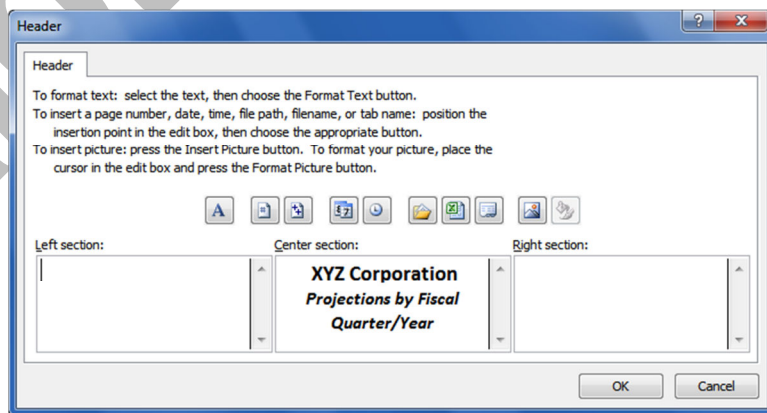 Header
Header
To format text: select the text, then choose the Format Text button.
To insert a page number, date, time, file path, filename, or tab name: position the
insertion point in the edit box, then choose the appropriate button.
To insert picture: press the Insert Picture button. To format your picture, place the
cursor in the edit box and press the Format Picture button.
A
Left section: Center section: Right section:
XYZ Corporation
Projections by Fiscal
Quarter/Year
OK Cancel